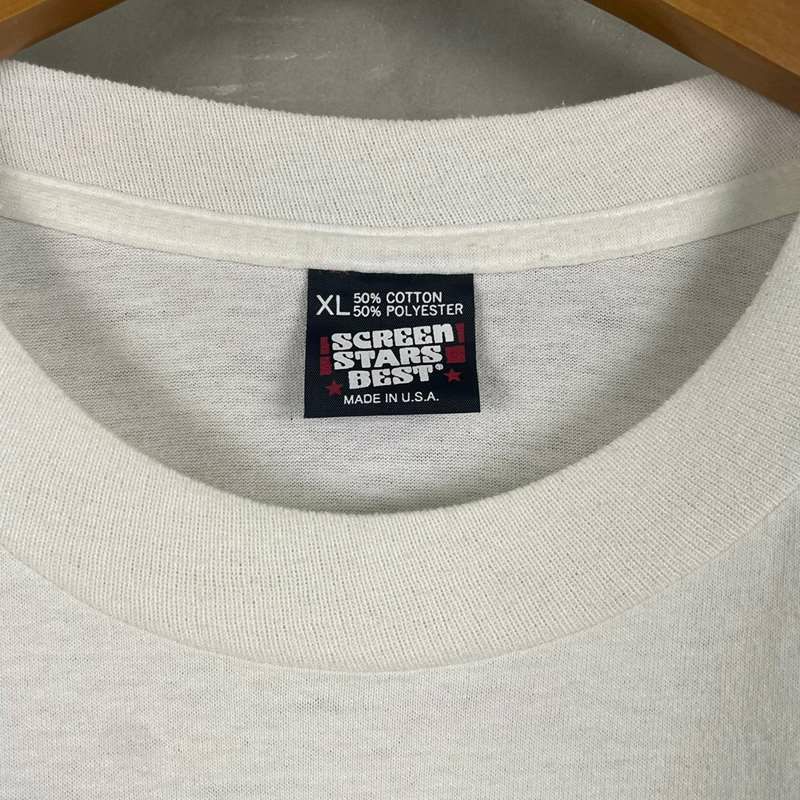 XL 50% COTTON
50% POLYESTER
SCREEN
STARS
BEST®
MADE IN U.S.A.